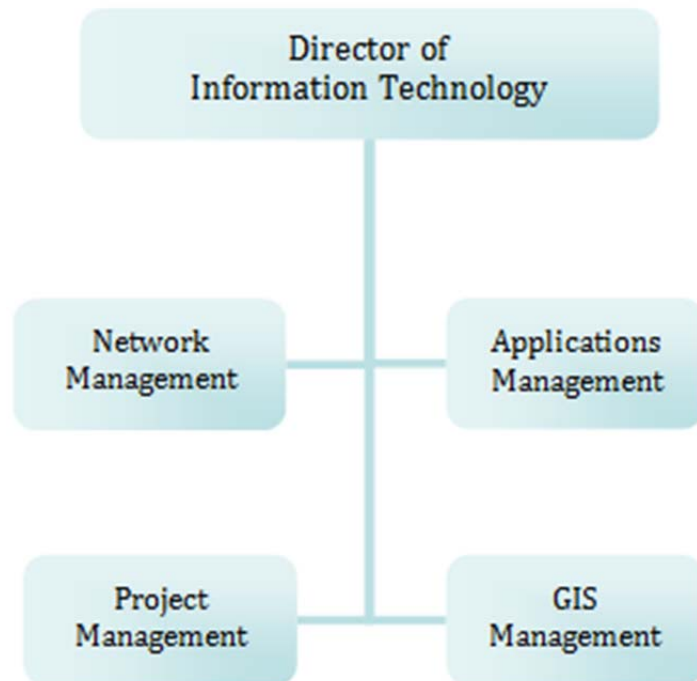 Director of
Information Technology
Network
Management
Applications
Management
Project
Management
GIS
Management